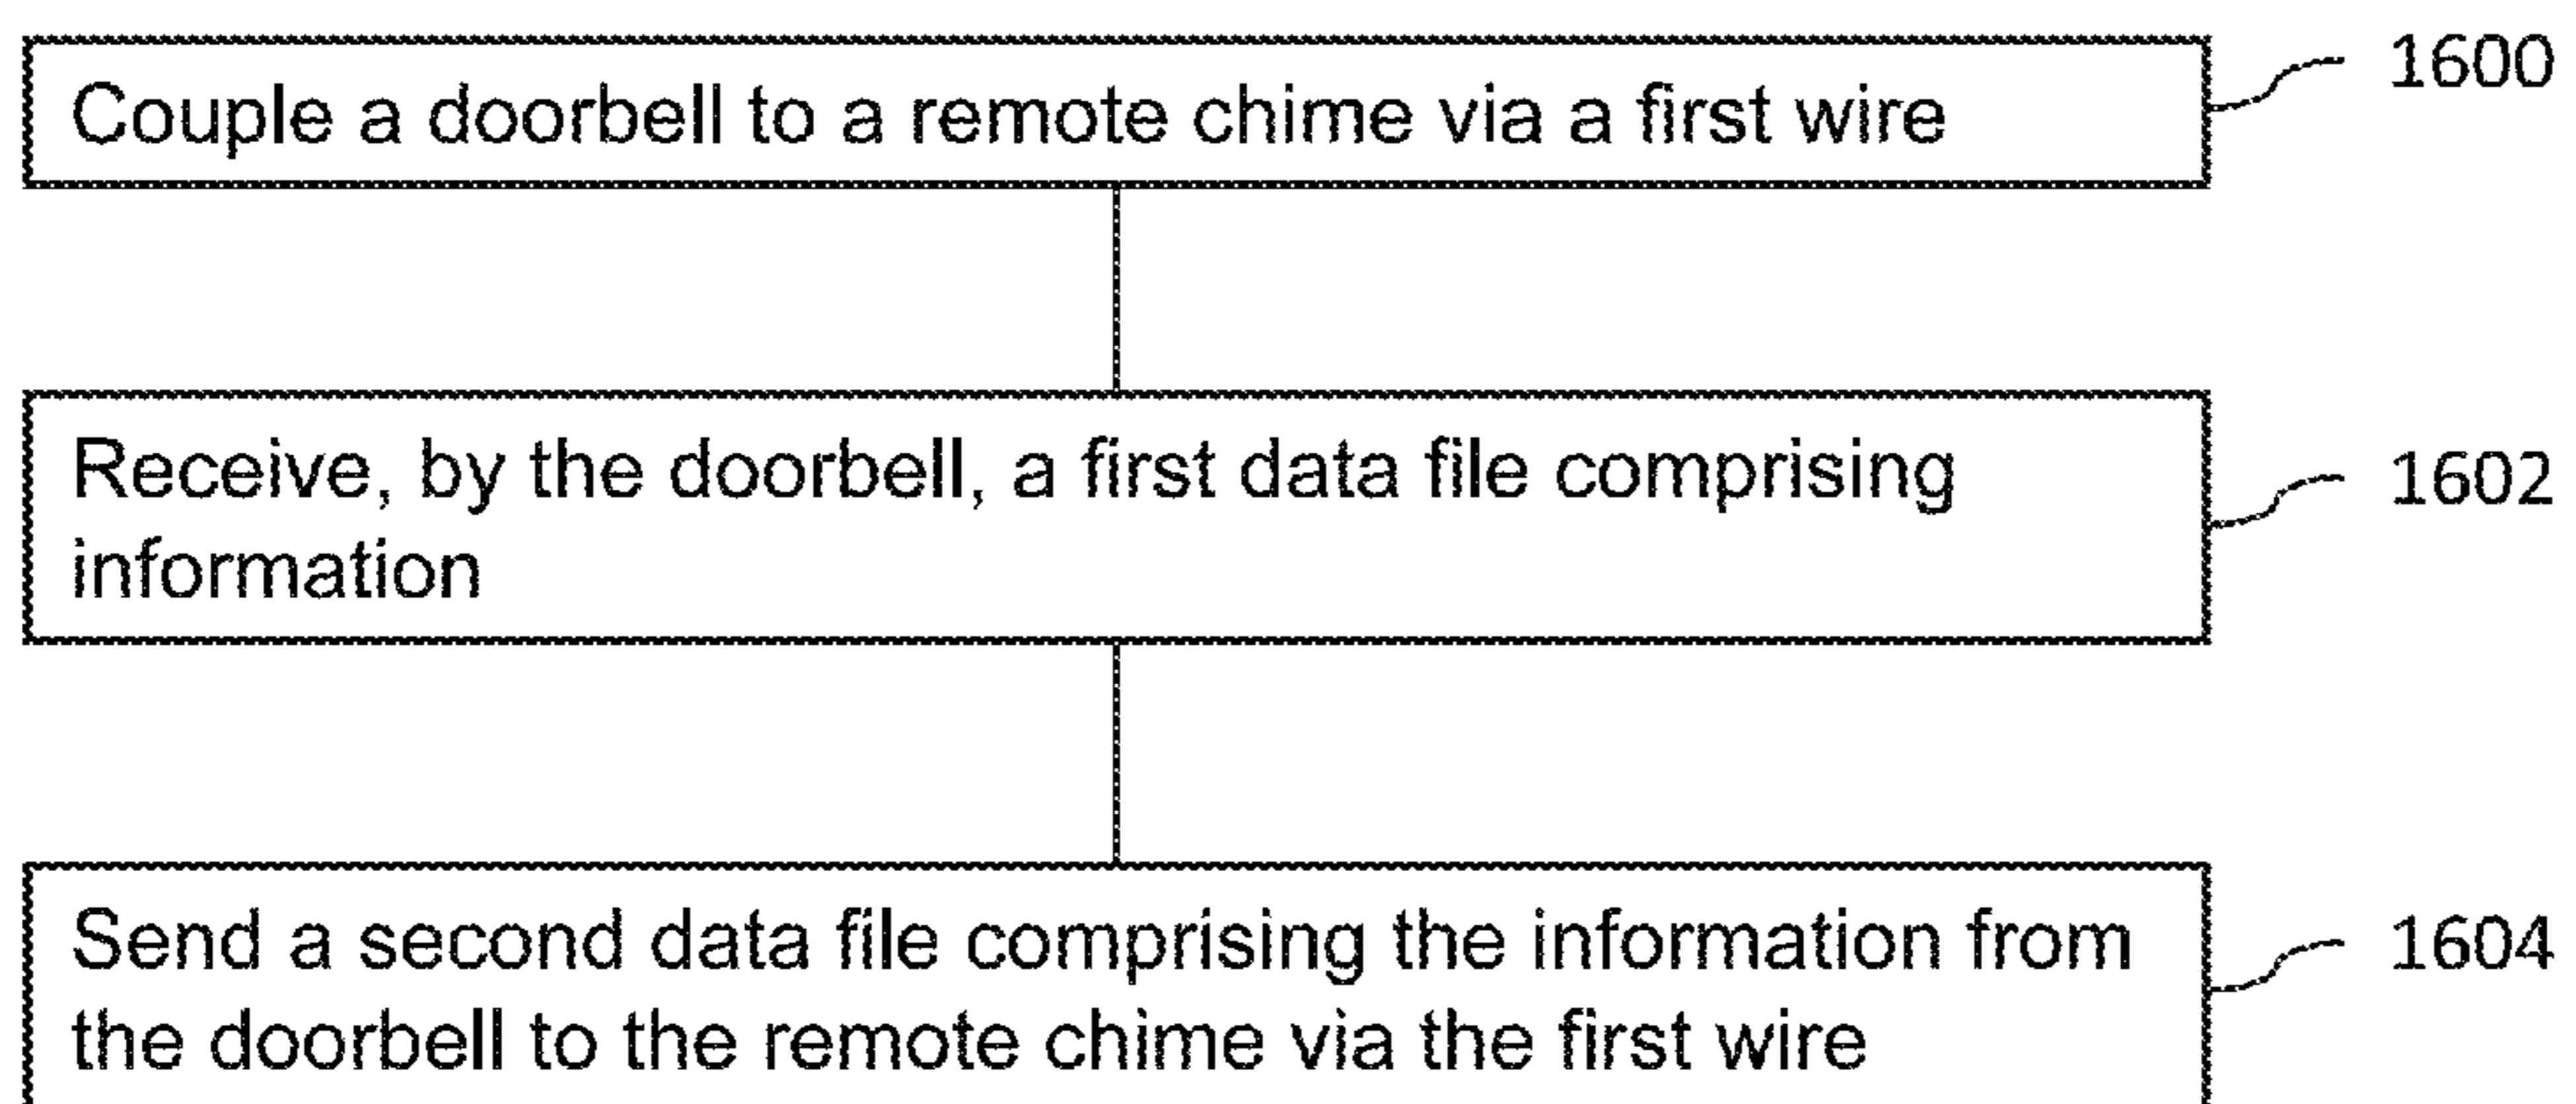 Couple a doorbell to a remote chime via a first wire
1600
Receive, by the doorbell, a first data file comprising
information
1602
Send a second data file comprising the information from
the doorbell to the remote chime via the first wire
1604